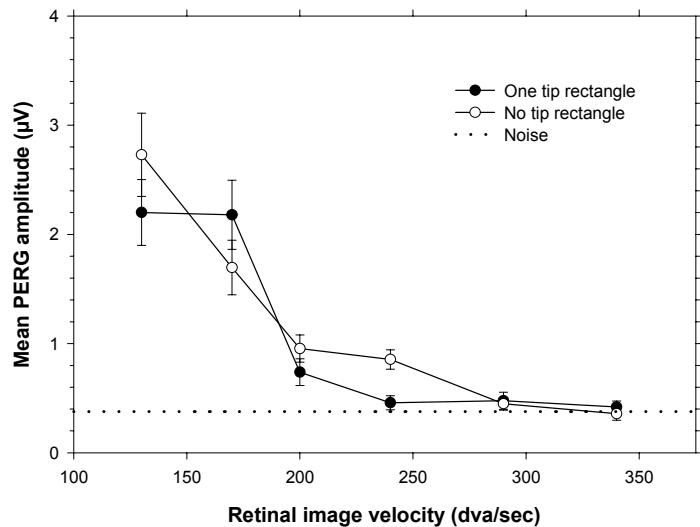 4
3
2
1
0
100
150
200
250
300
350
Mean PERG amplitude (µV)
Retinal image velocity (dva/sec)
One tip rectangle
No tip rectangle
Noise